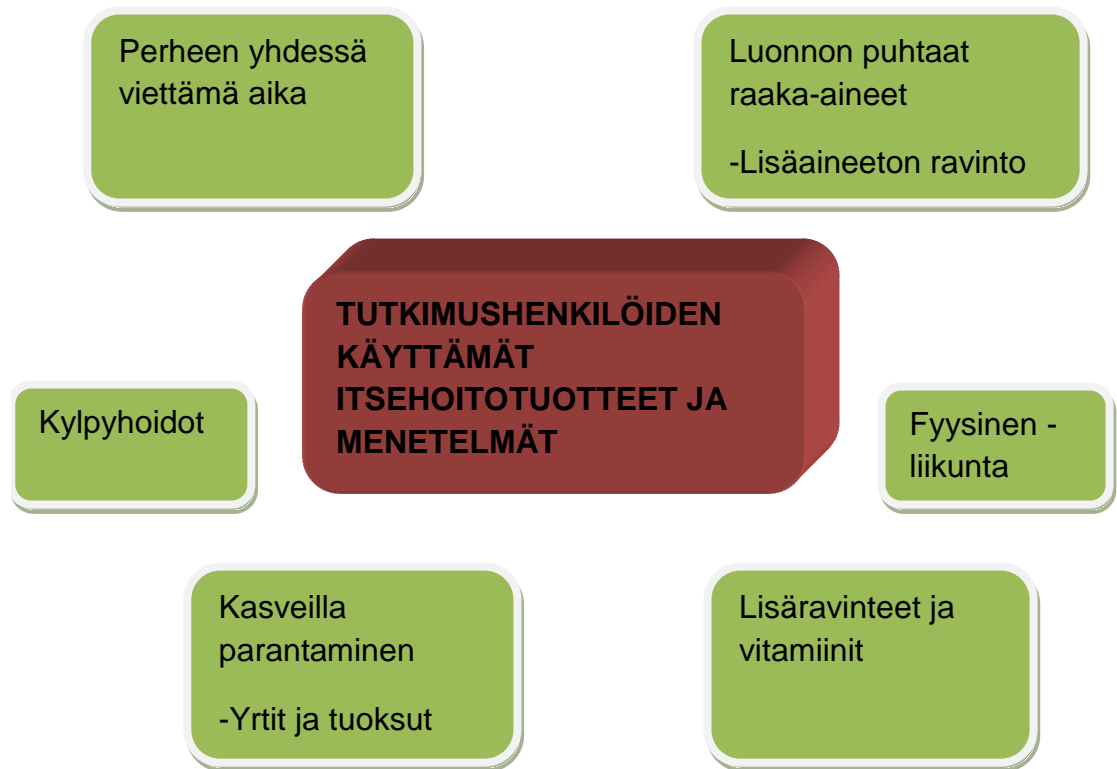 Perheen yhdessä
viettämä aika
Luonnon puhtaat
raaka-aineet
-Lisäaineeton ravinto
TUTKIMUSHENKILÖIDEN
KÄYTTÄMÄT
ITSEHOITOTUOTTEET JA
MENETELMÄT
Kylpyhoidot
Fyysinen -
liikunta
Kasveilla
parantaminen
-Yrtit ja tuoksut
Lisäravinteet ja
vitamiinit